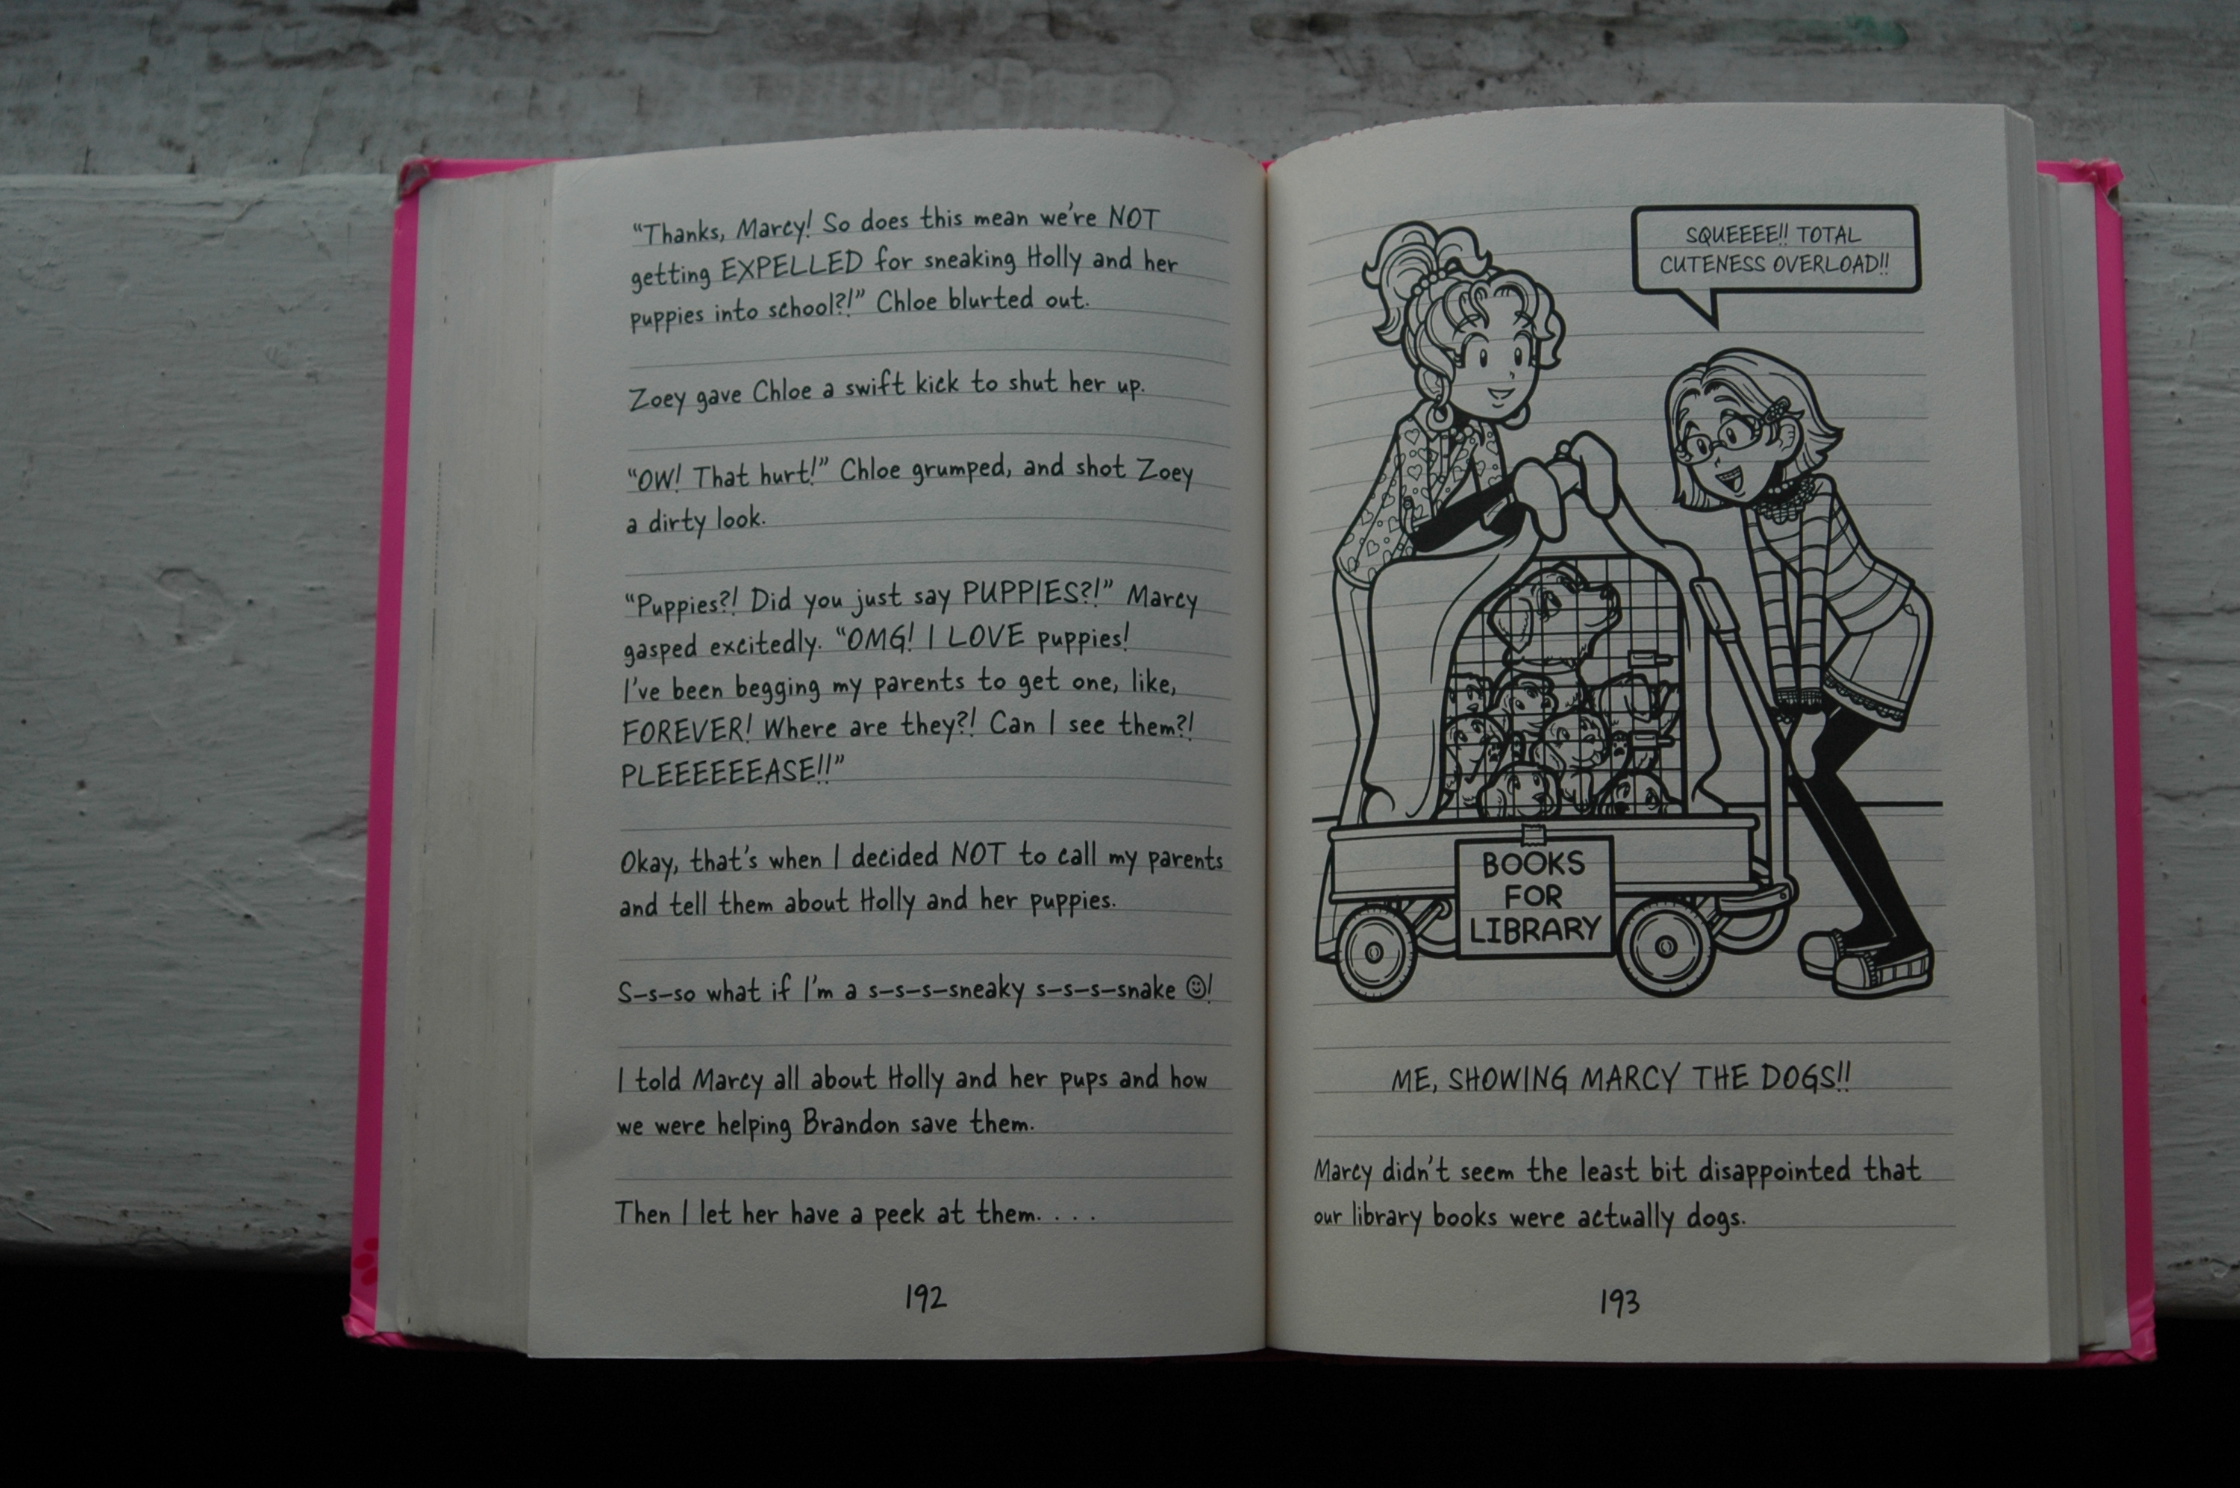 “Thanks, Marcy! So does this mean we’re NOT
getting EXPELLED for sneaking Holly and her
puppies into school?!” Chloe blurted out.
Zoey gave Chloe a swift kick to shut her up.
“OW! That hurt!” Chloe grumped, and shot Zoey
a dirty look.
“Puppies?! Did you just say PUPPIES?!” Marcy
gasped excitedly. “OMG! I LOVE puppies!
I’ve been begging my parents to get one, like,
FOREVER! Where are they?! Can I see them?!
PLEEEEEEASE!!”
Okay, that’s when I decided NOT to call my parents
and tell them about Holly and her puppies.
S-s-so what if I’m a s-s-s-sneaky s-s-s-snake ☺!
I told Marcy all about Holly and her pups and how
we were helping Brandon save them.
Then I let her have a peek at them. . . .
192
SQUEEEE!! TOTAL
CUTENESS OVERLOAD!!
BOOKS
FOR
LIBRARY
ME, SHOWING MARCY THE DOGS!!
Marcy didn’t seem the least bit disappointed that
our library books were actually dogs.
193